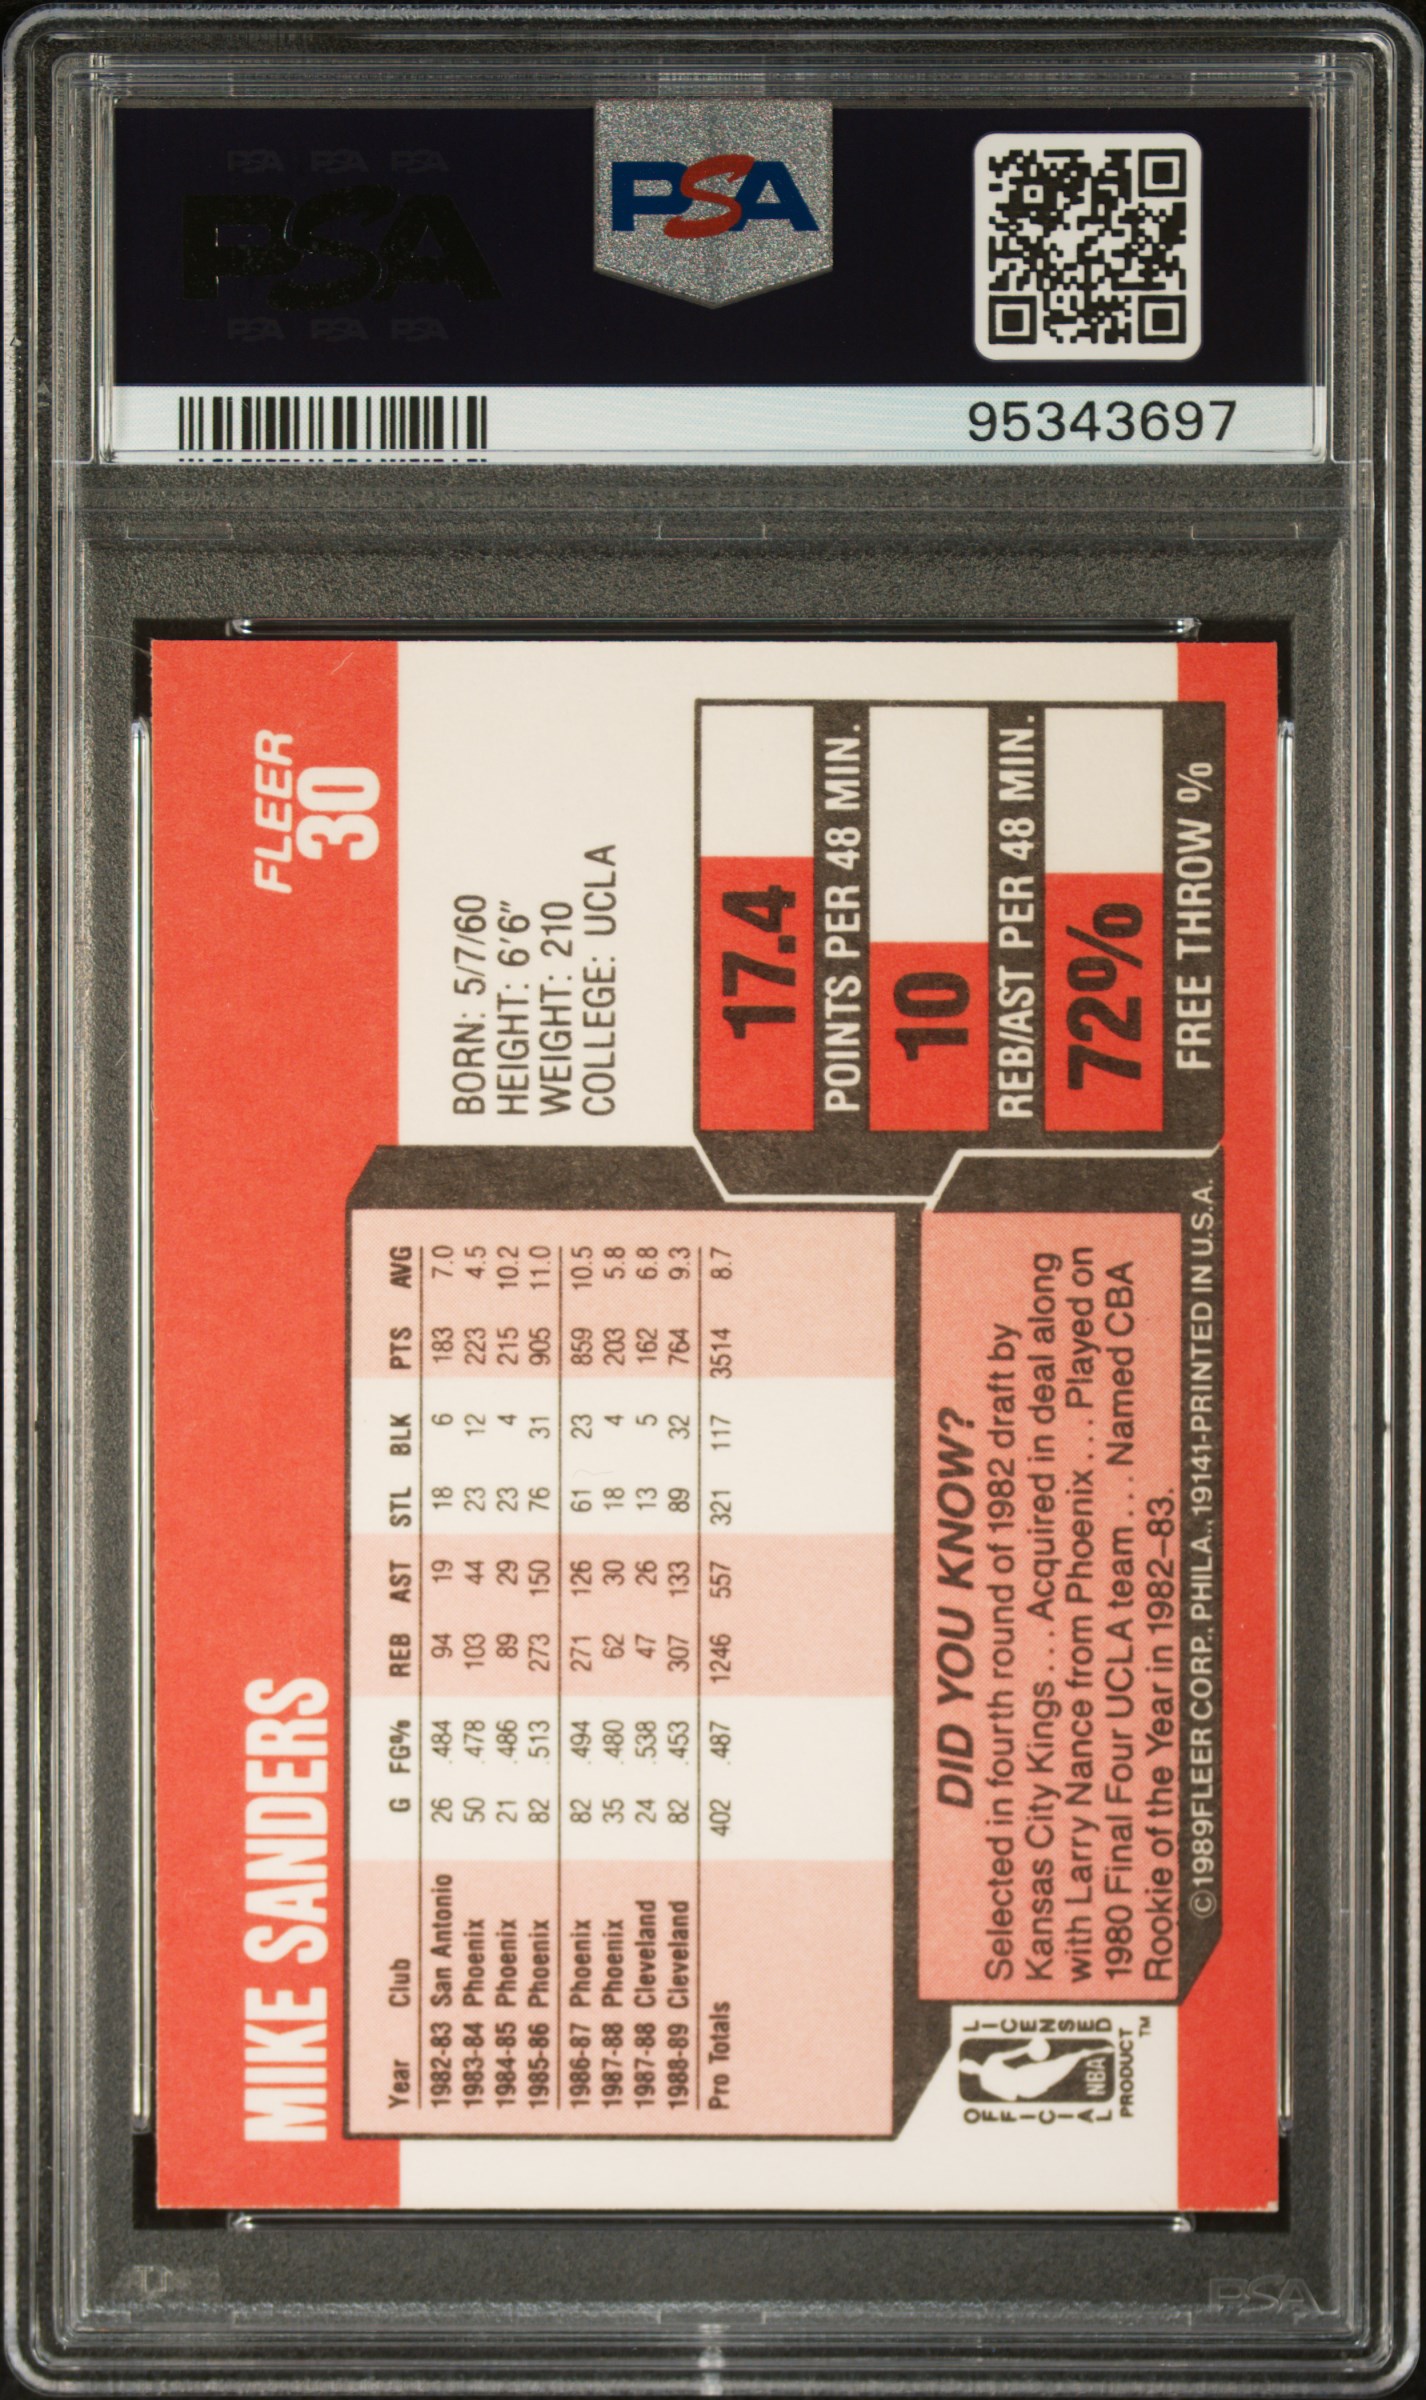 PSA PSA PSA
PSA
PSA PSA PSA
PSA
95343697
MIKE SANDERS
FLEER
30
Year Club G FG% REB AST STL BLK PTS AVG
1982-83 San Antonio 26 .484 94 19 18 6 183 7.0
1983-84 Phoenix 50 .478 103 44 23 12 223 4.5
1984-85 Phoenix 21 .486 89 29 23 4 215 10.2
1985-86 Phoenix 82 .513 273 150 76 31 905 11.0
1986-87 Phoenix 82 .494 271 126 61 23 859 10.5
1987-88 Phoenix 35 .480 62 30 18 4 203 5.8
1987-88 Cleveland 24 .538 47 26 13 5 162 6.8
1988-89 Cleveland 82 .453 307 133 89 32 764 9.3
Pro Totals 402 .487 1246 557 321 117 3514 8.7
BORN: 5/7/60
HEIGHT: 6'6"
WEIGHT: 210
COLLEGE: UCLA
17.4
POINTS PER 48 MIN.
10
REB/AST PER 48 MIN.
72%
FREE THROW %
OFFICIAL LICENSED
NBA
PRODUCT TM
DID YOU KNOW?
Selected in fourth round of 1982 draft by
Kansas City Kings . . . Acquired in deal along
with Larry Nance from Phoenix . . . Played on
1980 Final Four UCLA team . . . Named CBA
Rookie of the Year in 1982–83.
©1989FLEER CORP., PHILA.,19141-PRINTED IN U.S.A.
PSA